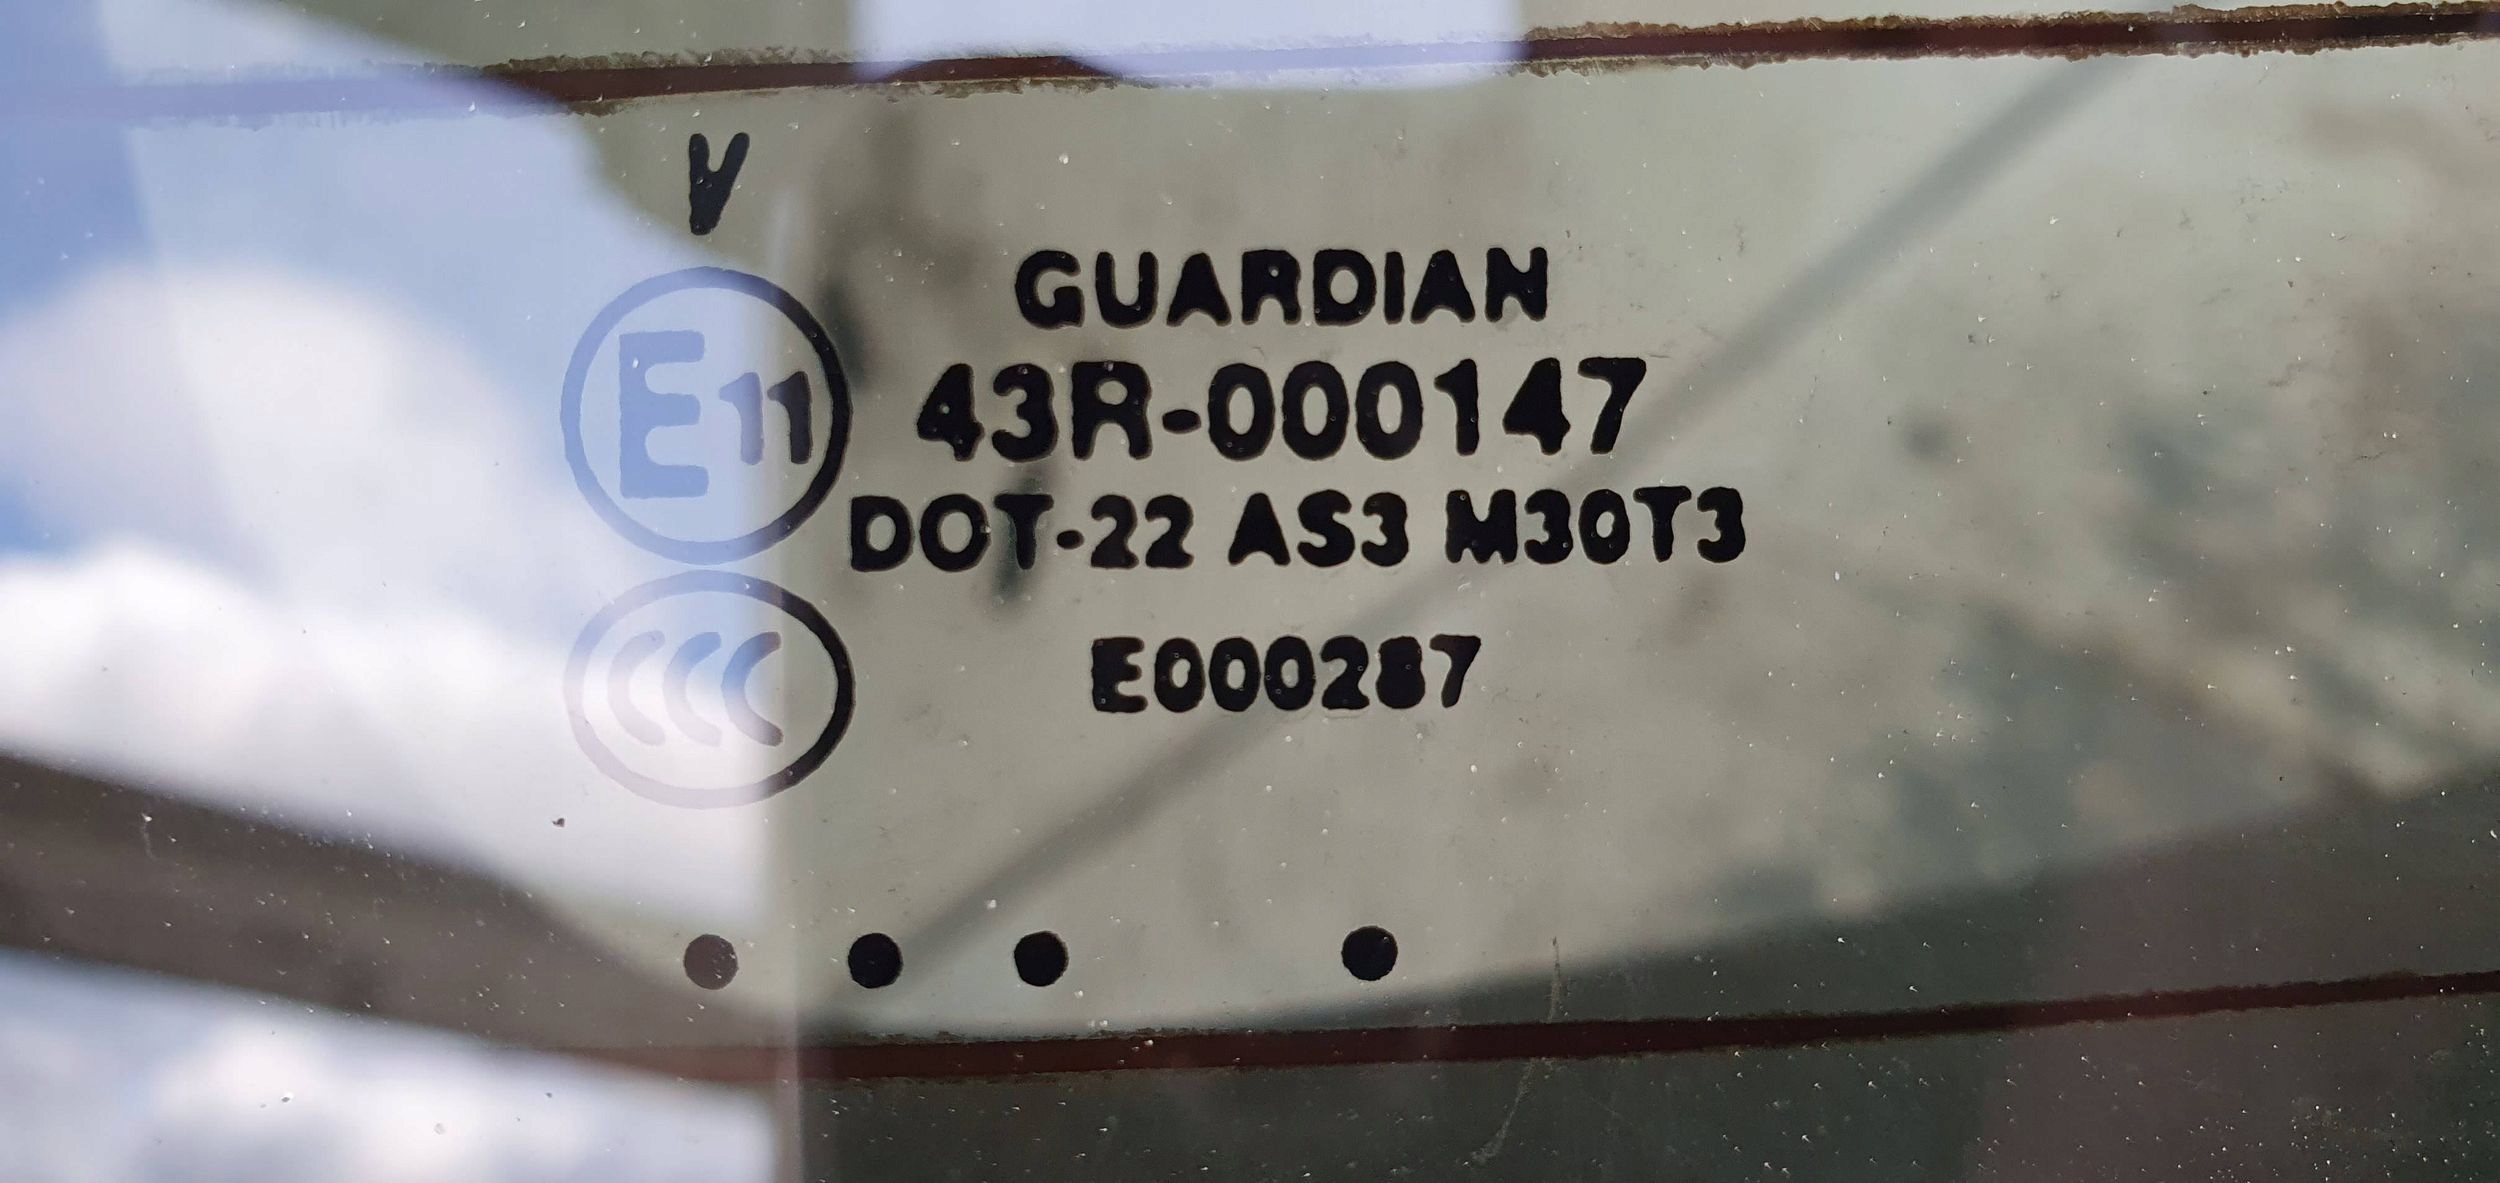 V
GUARDIAN
E11
43R-000147
DOT-22 AS3 M30T3
CCC
E000287